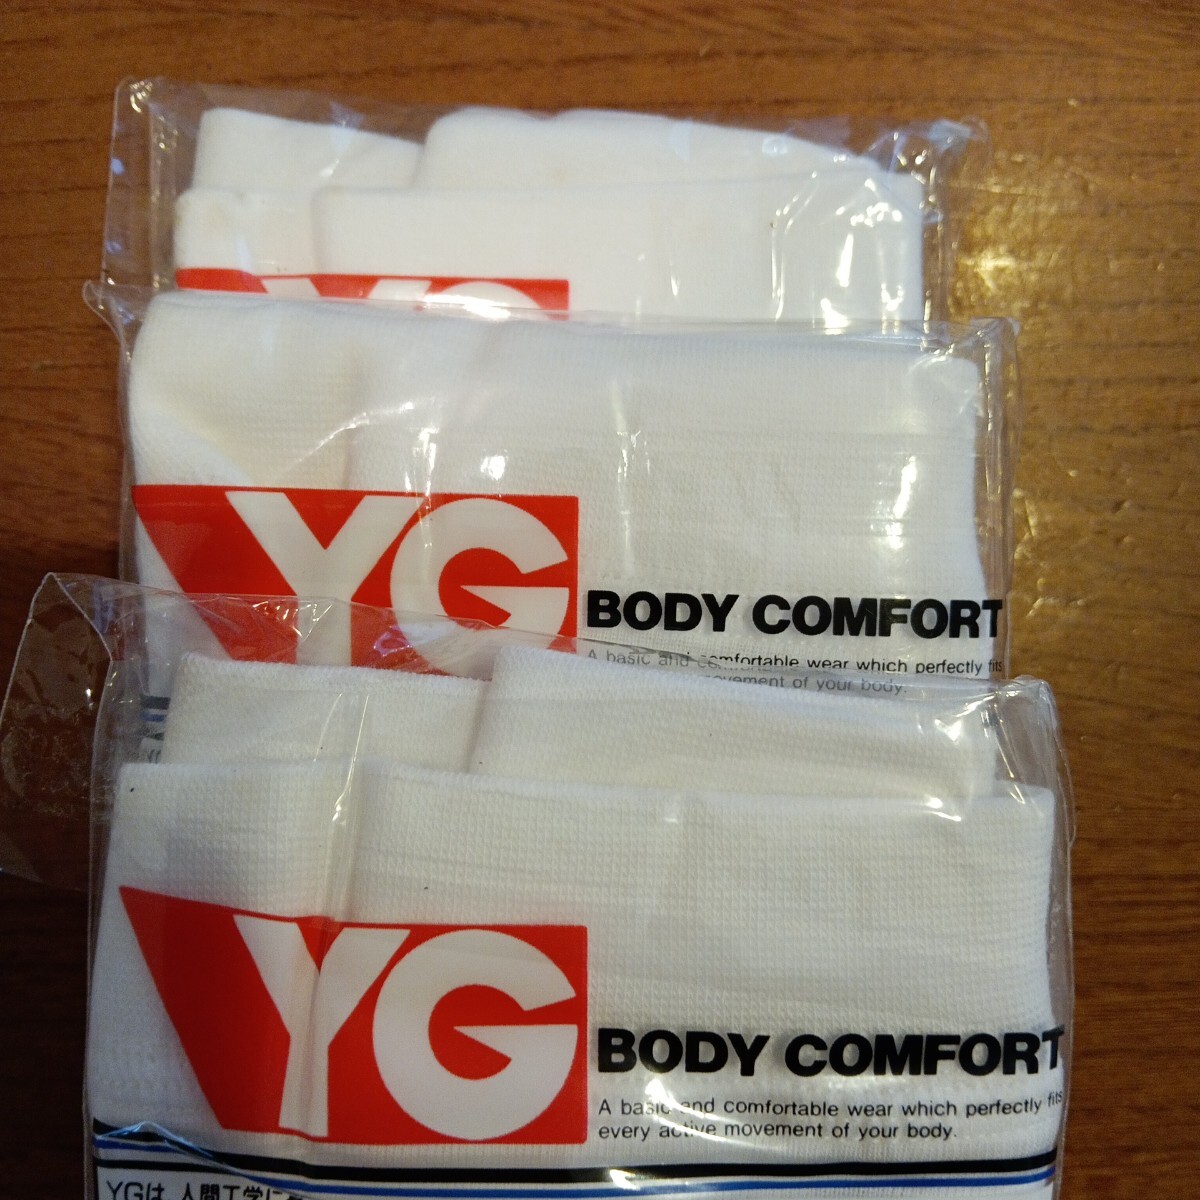 YG
YG
BODY COMFORT
A basic and comfortable wear which perfectly fits
movement of your body.
YG
BODY COMFORT
A basic and comfortable wear which perfectly fits
every active movement of your body.
YGは、人間工学に